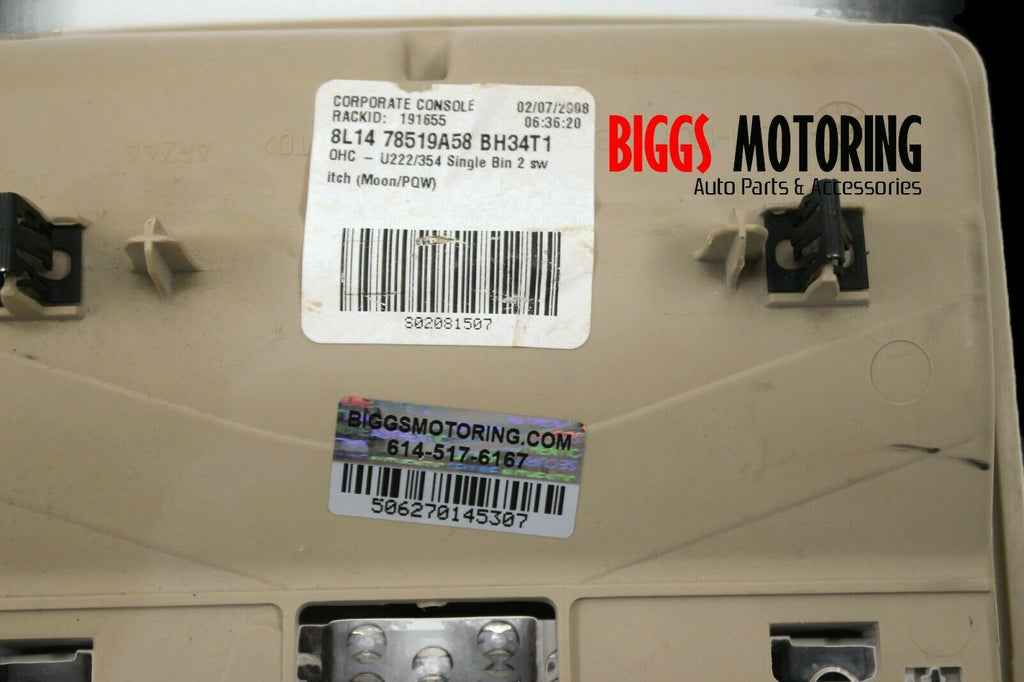 CORPORATE CONSOLE 02/07/2008
RACKID: 191655 06:36:20
8L14 78519A58 BH34T1
OHC - U222/354 Single Bin 2 sw
itch (Moon/PQW)
S02081507
BIGGS MOTORING
Auto Parts & Accessories
BIGGSMOTORING.COM
614-517-6167
506270145307